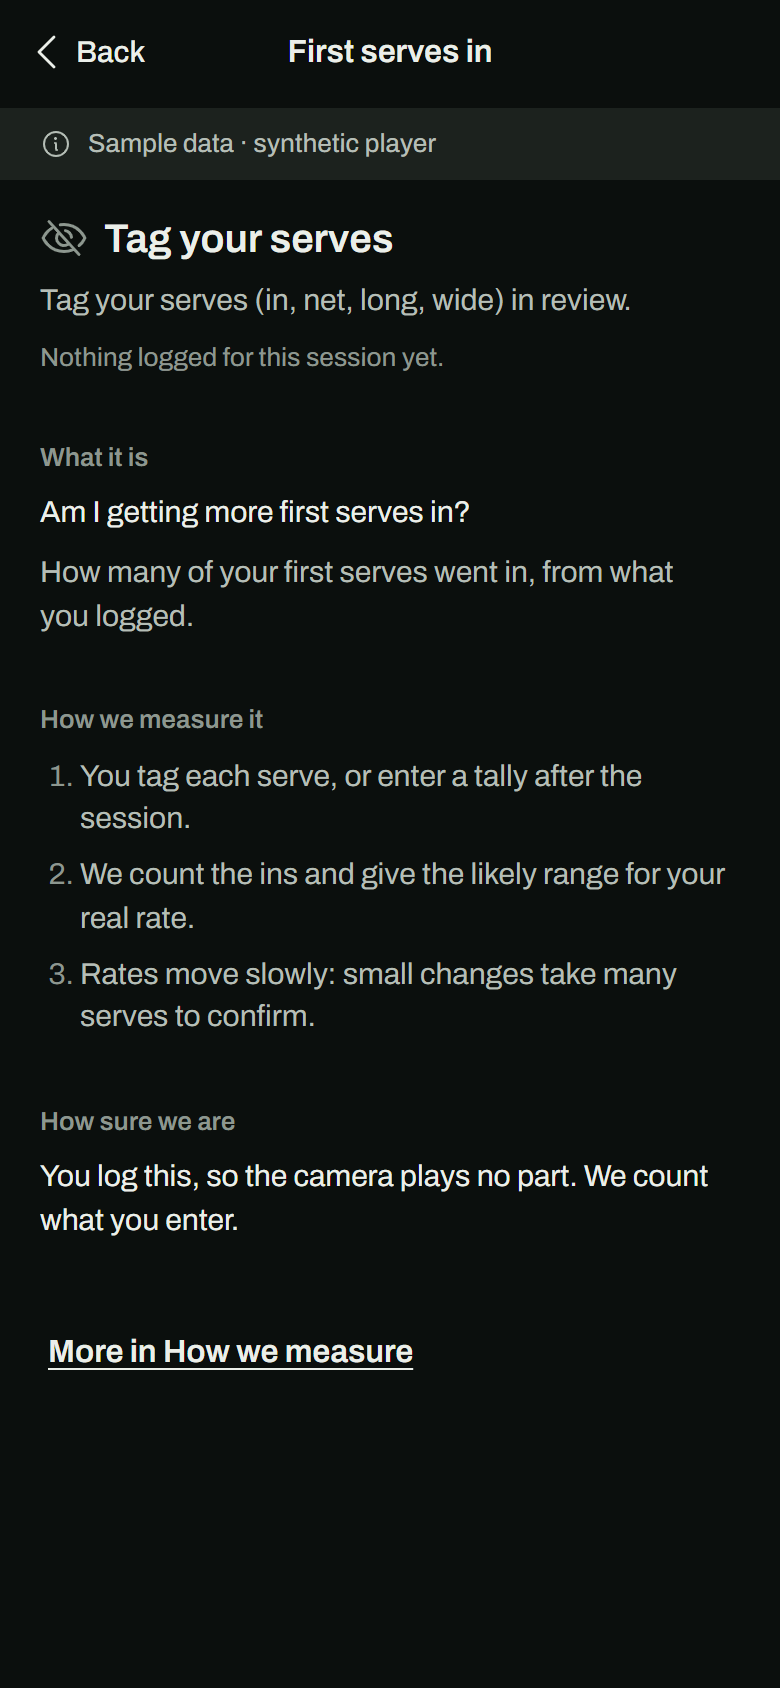 Back
First serves in
Sample data · synthetic player
Tag your serves
Tag your serves (in, net, long, wide) in review.
Nothing logged for this session yet.
What it is
Am I getting more first serves in?
How many of your first serves went in, from what
you logged.
How we measure it
1. You tag each serve, or enter a tally after the
session.
2. We count the ins and give the likely range for your
real rate.
3. Rates move slowly: small changes take many
serves to confirm.
How sure we are
You log this, so the camera plays no part. We count
what you enter.
More in How we measure